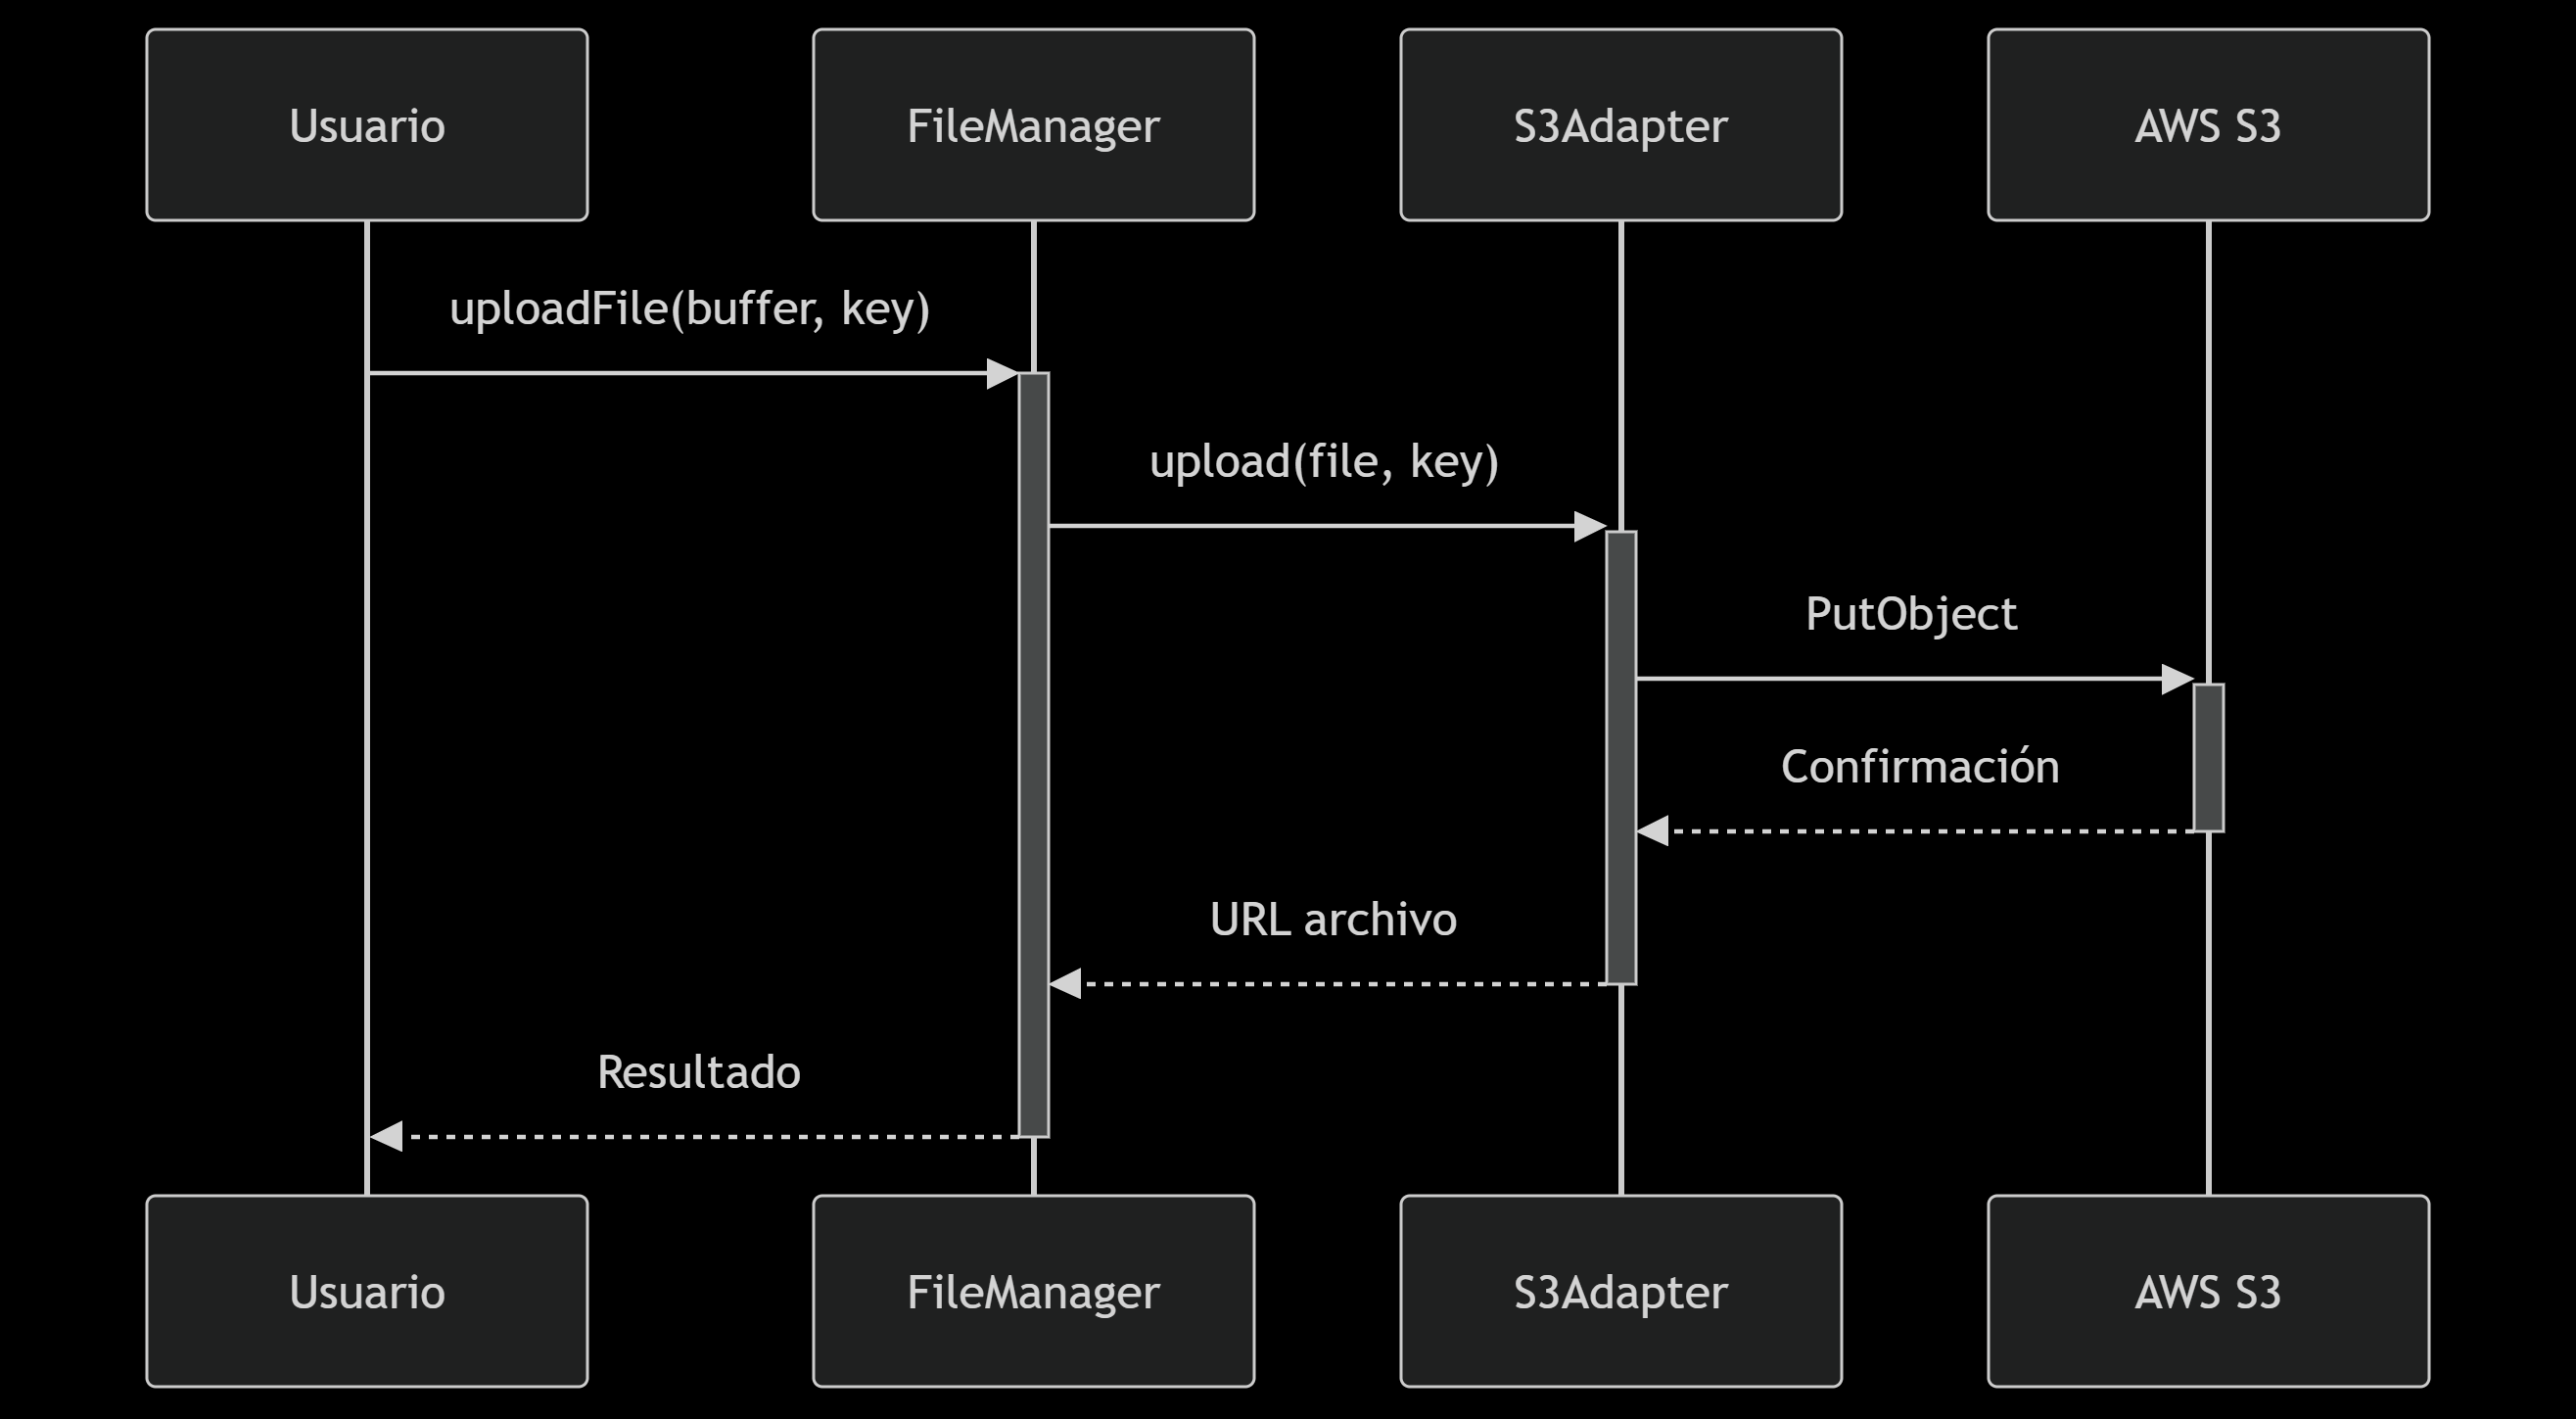 Usuario
FileManager
S3Adapter
AWS S3
uploadFile(buffer, key)
upload(file, key)
PutObject
Confirmación
URL archivo
Resultado
Usuario
FileManager
S3Adapter
AWS S3